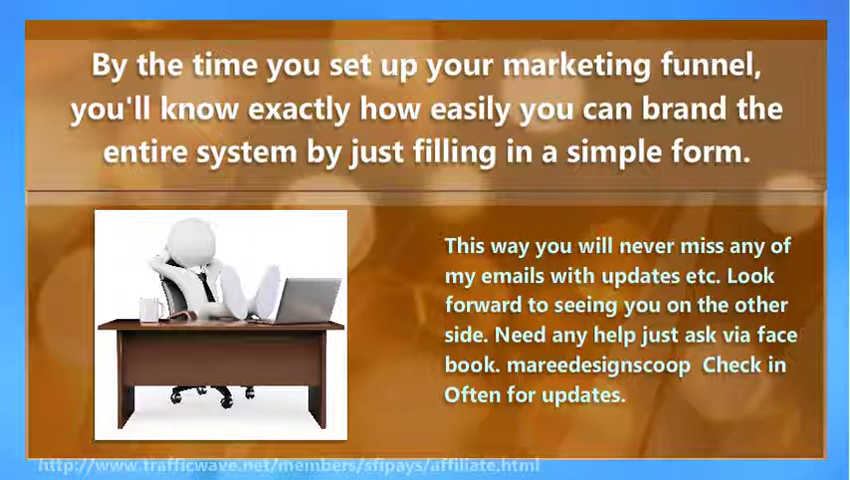 By the time you set up your marketing funnel,
you'll know exactly how easily you can brand the
entire system by just filling in a simple form.
This way you will never miss any of
my emails with updates etc. Look
forward to seeing you on the other
side. Need any help just ask via face
book. mareedesignscoop Check in
Often for updates.
http://www.trafficwave.net/members/sfipays/affiliate.html